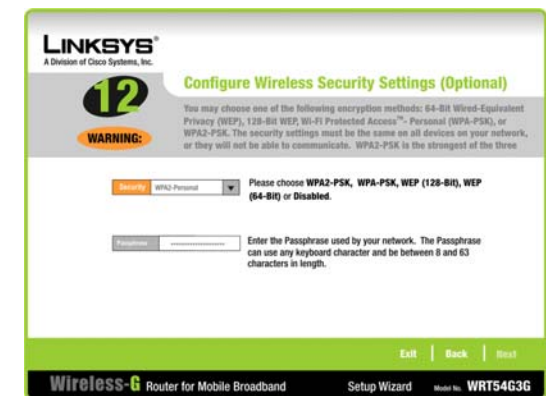 LINKSYS®
A Division of Cisco Systems, Inc.
12
WARNING:
Configure Wireless Security Settings (Optional)
You may choose one of the following encryption methods: 64-Bit Wired-Equivalent
Privacy (WEP), 128-Bit WEP, Wi-Fi Protected Access™- Personal (WPA-PSK), or
WPA2-PSK. The security settings must be the same on all devices on your network,
or they will not be able to communicate. WPA2-PSK is the strongest of the three
Security WPA2-Personal
Please choose WPA2-PSK, WPA-PSK, WEP (128-Bit), WEP
(64-Bit) or Disabled.
Passphrase --------------------
Enter the Passphrase used by your network. The Passphrase
can use any keyboard character and be between 8 and 63
characters in length.
Exit | Back | Next
Wireless-G Router for Mobile Broadband Setup Wizard Model No. WRT54G3G